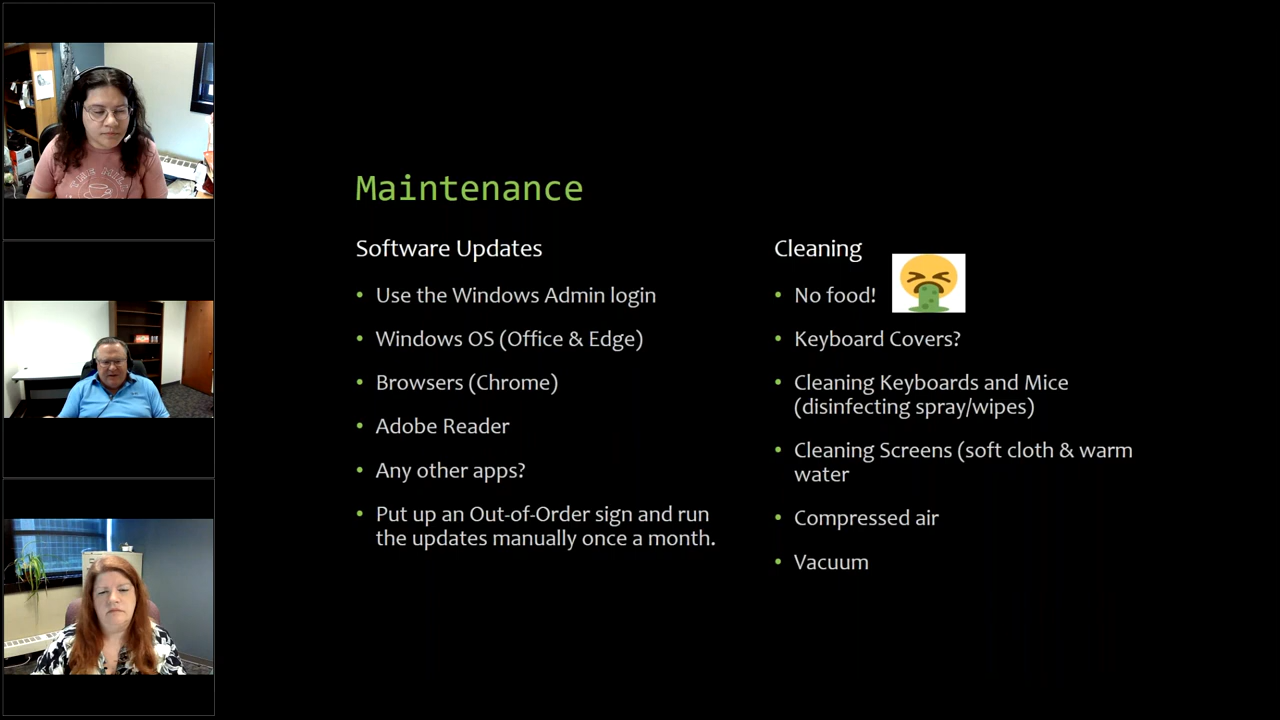 Maintenance
Software Updates
• Use the Windows Admin login
• Windows OS (Office & Edge)
• Browsers (Chrome)
• Adobe Reader
• Any other apps?
• Put up an Out-of-Order sign and run
the updates manually once a month.
Cleaning
• No food!
• Keyboard Covers?
• Cleaning Keyboards and Mice
(disinfecting spray/wipes)
• Cleaning Screens (soft cloth & warm
water
• Compressed air
• Vacuum